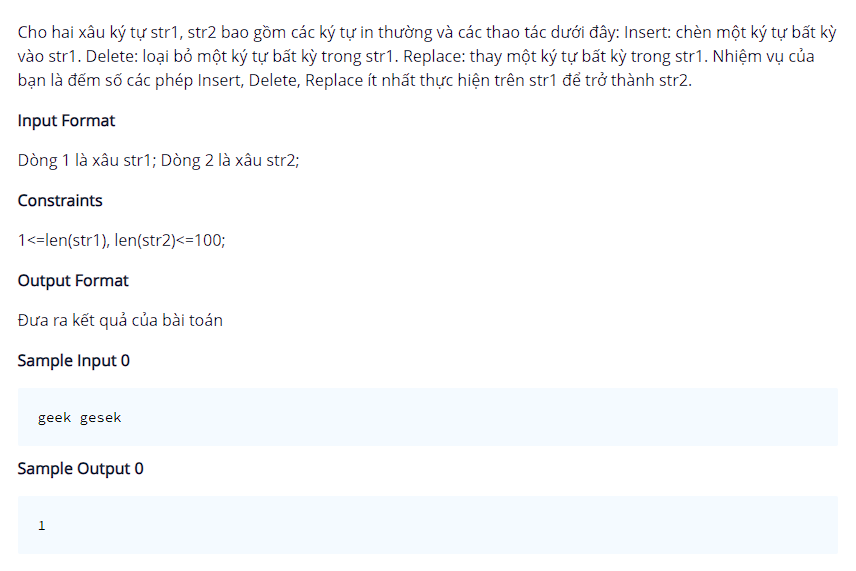 Cho hai xâu ký tự str1, str2 bao gồm các ký tự in thường và các thao tác dưới đây: Insert: chèn một ký tự bất kỳ
vào str1. Delete: loại bỏ một ký tự bất kỳ trong str1. Replace: thay một ký tự bất kỳ trong str1. Nhiệm vụ của
bạn là đếm số các phép Insert, Delete, Replace ít nhất thực hiện trên str1 để trở thành str2.
Input Format
Dòng 1 là xâu str1; Dòng 2 là xâu str2;
Constraints
1<=len(str1), len(str2)<=100;
Output Format
Đưa ra kết quả của bài toán
Sample Input 0
geek gesek
Sample Output 0
1